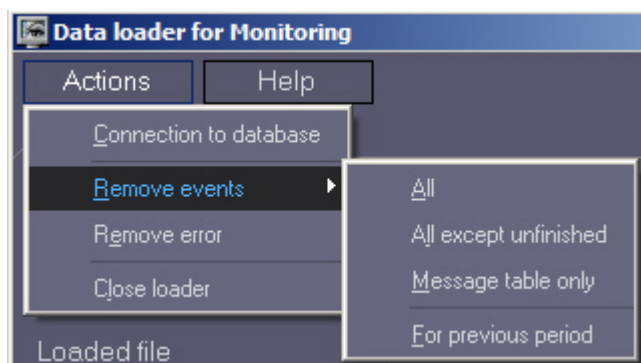 Data loader for Monitoring
Actions Help
Connection to database
Remove events
Remove error
Close loader
All
All except unfinished
Message table only
For previous period
Loaded file